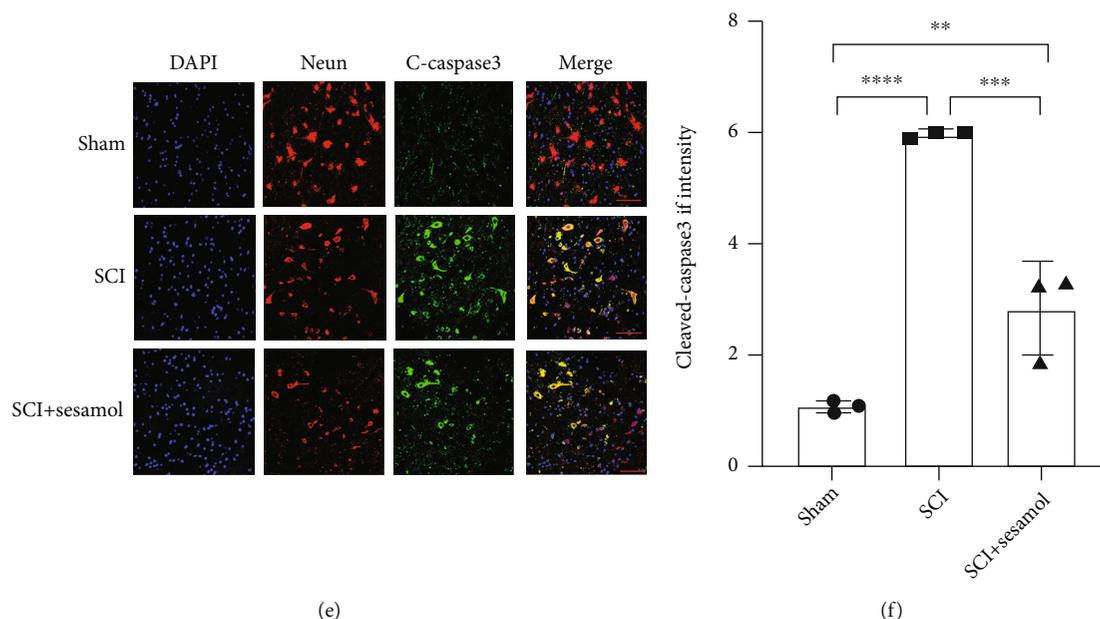 DAPI Neun C-caspase3 Merge
Sham
SCI
SCI+sesamol
(e)
8
6
4
2
0
Cleaved-caspase3 if intensity
**
**** ***
Sham SCI SCI+sesamol
(f)